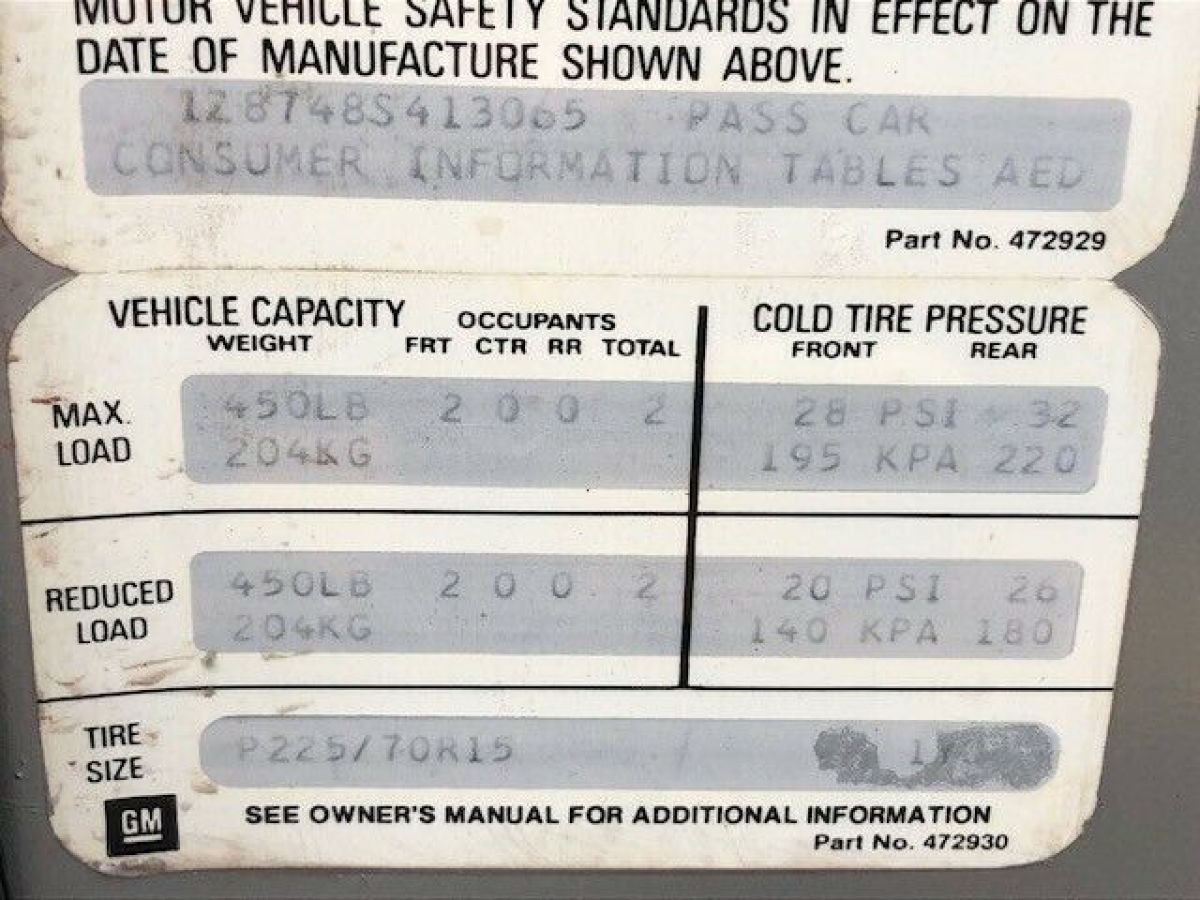 MOTOR VEHICLE SAFETY STANDARDS IN EFFECT ON THE
DATE OF MANUFACTURE SHOWN ABOVE.
1Z8748S413065 PASS CAR
CONSUMER INFORMATION TABLES AED
Part No. 472929
VEHICLE CAPACITY OCCUPANTS COLD TIRE PRESSURE
WEIGHT FRT CTR RR TOTAL FRONT REAR
MAX. LOAD
450LB 2 0 0 2 28 PSI 32
204KG 195 KPA 220
REDUCED LOAD
450LB 2 0 0 2 20 PSI 26
204KG 140 KPA 180
TIRE SIZE
P225/70R15
GM
SEE OWNER'S MANUAL FOR ADDITIONAL INFORMATION
Part No. 472930